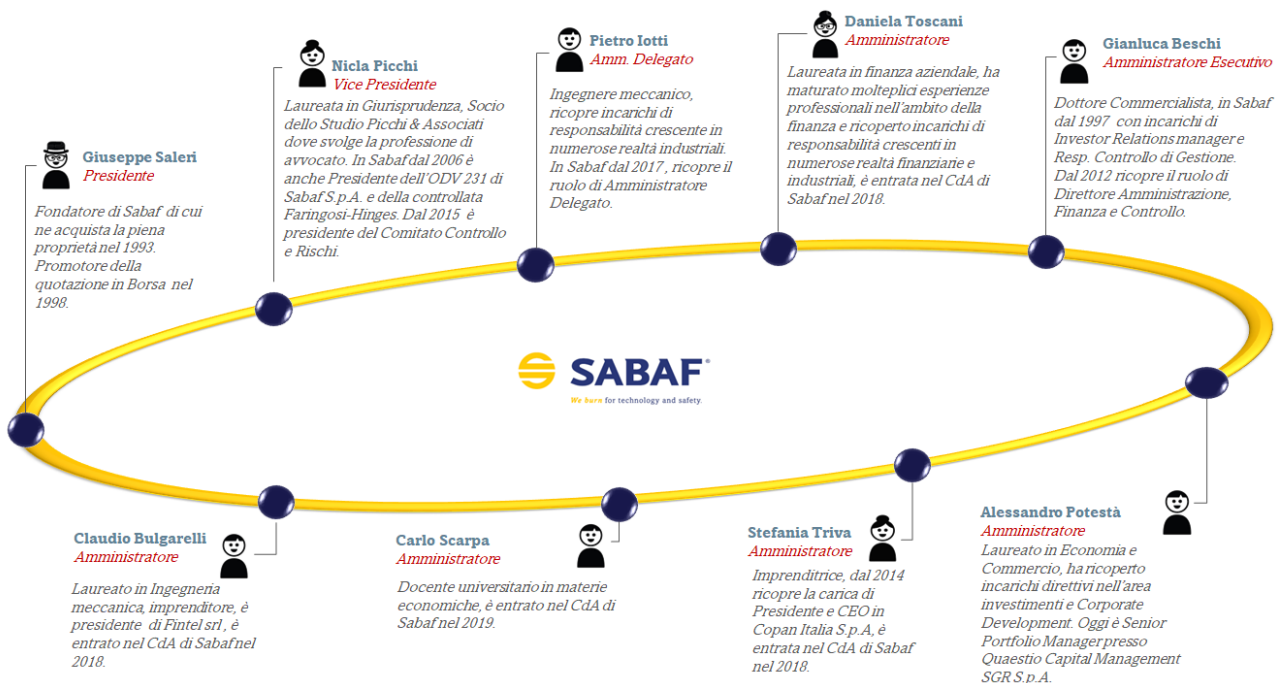 Giuseppe Saleri
Presidente
Fondatore di Sabaf di cui
ne acquista la piena
proprietà nel 1993.
Promotore della
quotazione in Borsa nel
1998.
Nicla Picchi
Vice Presidente
Laureata in Giurisprudenza, Socio
dello Studio Picchi & Associati
dove svolge la professione di
avvocato. In Sabaf dal 2006 è
anche Presidente dell'ODV 231 di
Sabaf S.p.A. e della controllata
Faringosi-Hinges. Dal 2015 è
presidente del Comitato Controllo
e Rischi.
Pietro Iotti
Amm. Delegato
Ingegnere meccanico,
ricopre incarichi di
responsabilità crescente in
numerose realtà industriali.
In Sabaf dal 2017 , ricopre il
ruolo di Amministratore
Delegato.
Daniela Toscani
Amministratore
Laureata in finanza aziendale, ha
maturato molteplici esperienze
professionali nell'ambito della
finanza e ricoperto incarichi di
responsabilità crescenti in
numerose realtà finanziarie e
industriali, è entrata nel CdA di
Sabaf nel 2018.
Gianluca Beschi
Amministratore Esecutivo
Dottore Commercialista, in Sabaf
dal 1997 con incarichi di
Investor Relations manager e
Resp. Controllo di Gestione.
Dal 2012 ricopre il ruolo di
Direttore Amministrazione,
Finanza e Controllo.
SABAF®
We burn for technology and safety.
Claudio Bulgarelli
Amministratore
Laureato in Ingegneria
meccanica, imprenditore, è
presidente di Fintel srl , è
entrato nel CdA di Sabaf nel
2018.
Carlo Scarpa
Amministratore
Docente universitario in materie
economiche, è entrato nel CdA di
Sabaf nel 2019.
Stefania Triva
Amministratore
Imprenditrice, dal 2014
ricopre la carica di
Presidente e CEO in
Copan Italia S.p.A, è
entrata nel CdA di Sabaf
nel 2018.
Alessandro Potestà
Amministratore
Laureato in Economia e
Commercio, ha ricoperto
incarichi direttivi nell'area
investimenti e Corporate
Development. Oggi è Senior
Portfolio Manager presso
Quaestio Capital Management
SGR S.p.A.